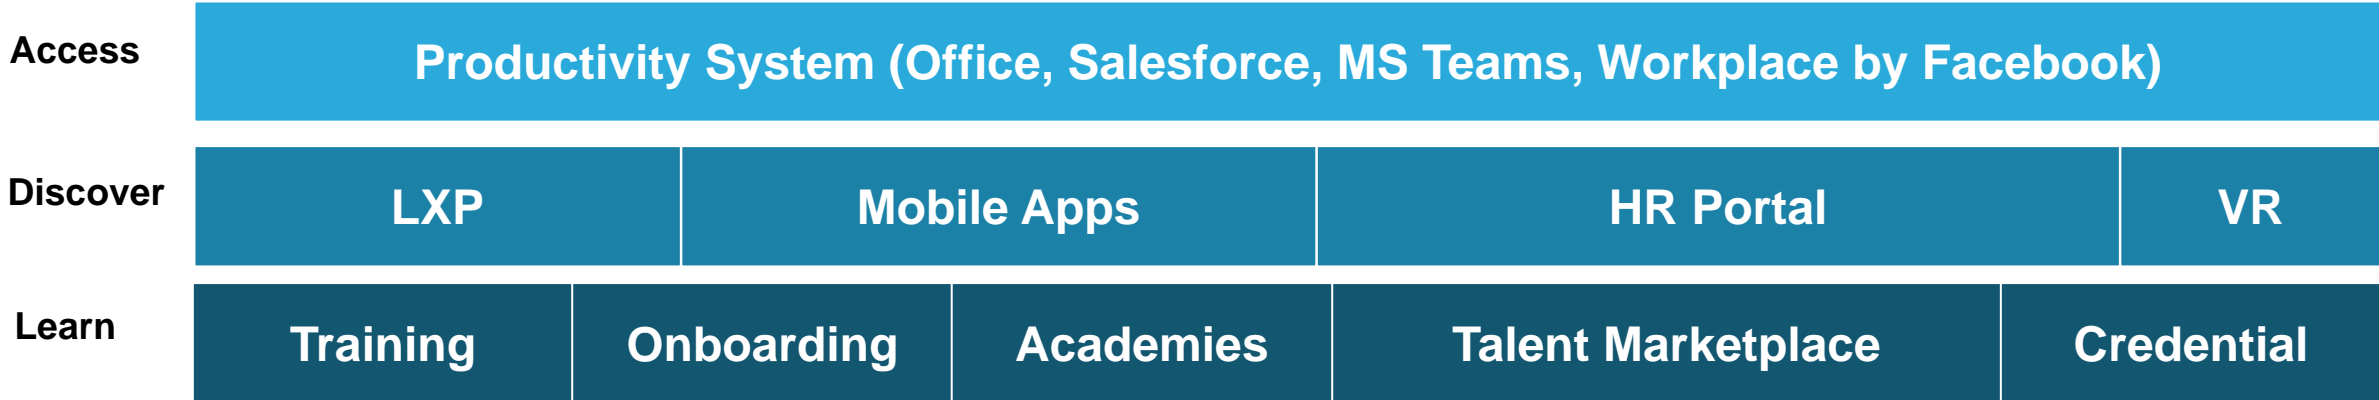 Access
Productivity System (Office, Salesforce, MS Teams, Workplace by Facebook)
Discover
LXP
Mobile Apps
HR Portal
VR
Learn
Training
Onboarding
Academies
Talent Marketplace
Credential